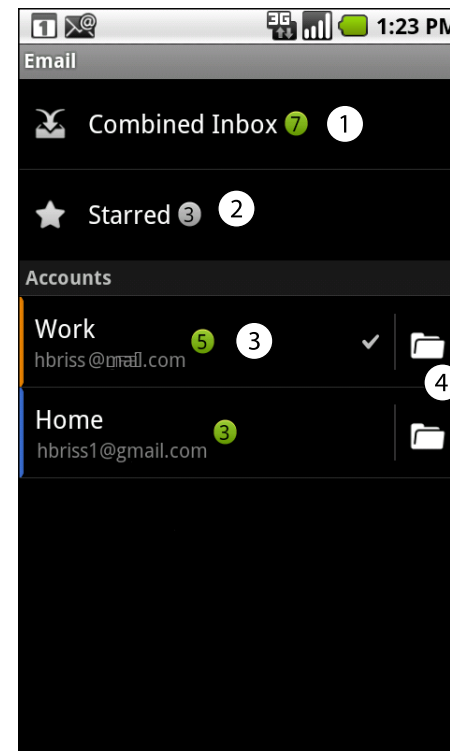 1 1:23 PM
Email
Combined Inbox 7 1
Starred 3 2
Accounts
Work
5 3
4
Home
hbriss1@gmail.com 3